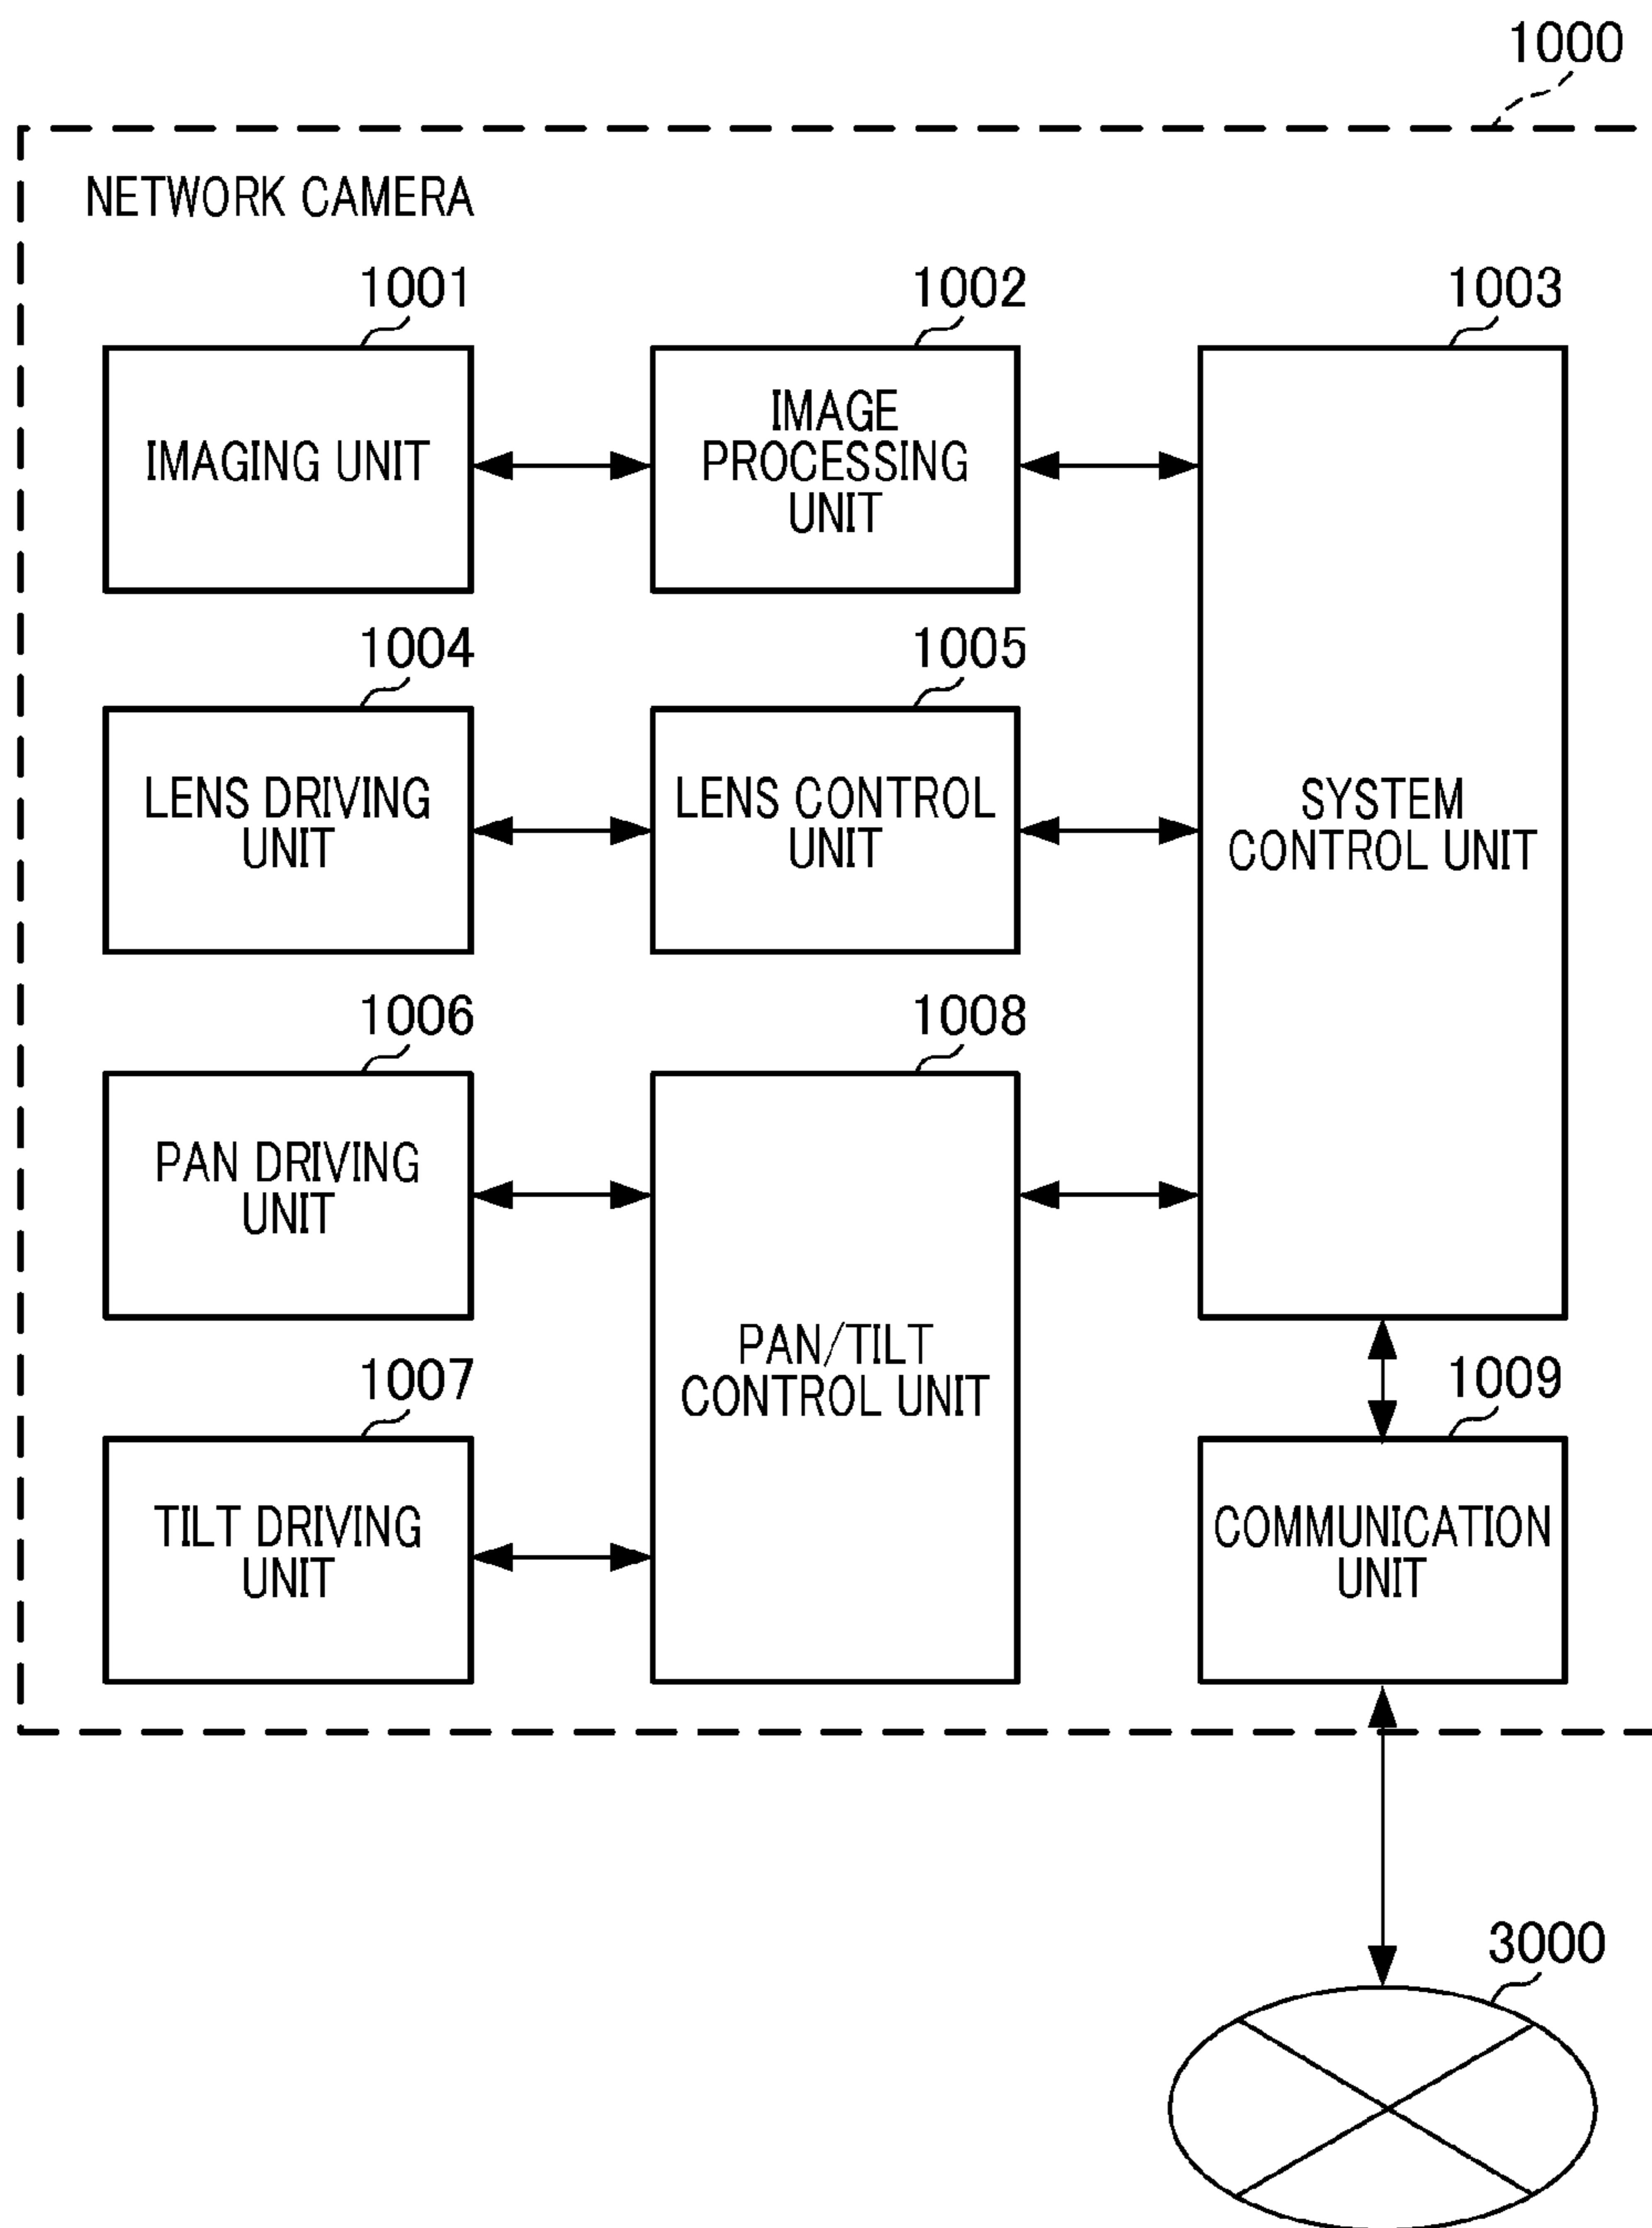 1000
NETWORK CAMERA
1001
1002
1003
IMAGING UNIT
IMAGE
PROCESSING
UNIT
1004
1005
LENS DRIVING
UNIT
LENS CONTROL
UNIT
SYSTEM
CONTROL UNIT
1006
1008
PAN DRIVING
UNIT
PAN/TILT
CONTROL UNIT
1007
1009
TILT DRIVING
UNIT
COMMUNICATION
UNIT
3000